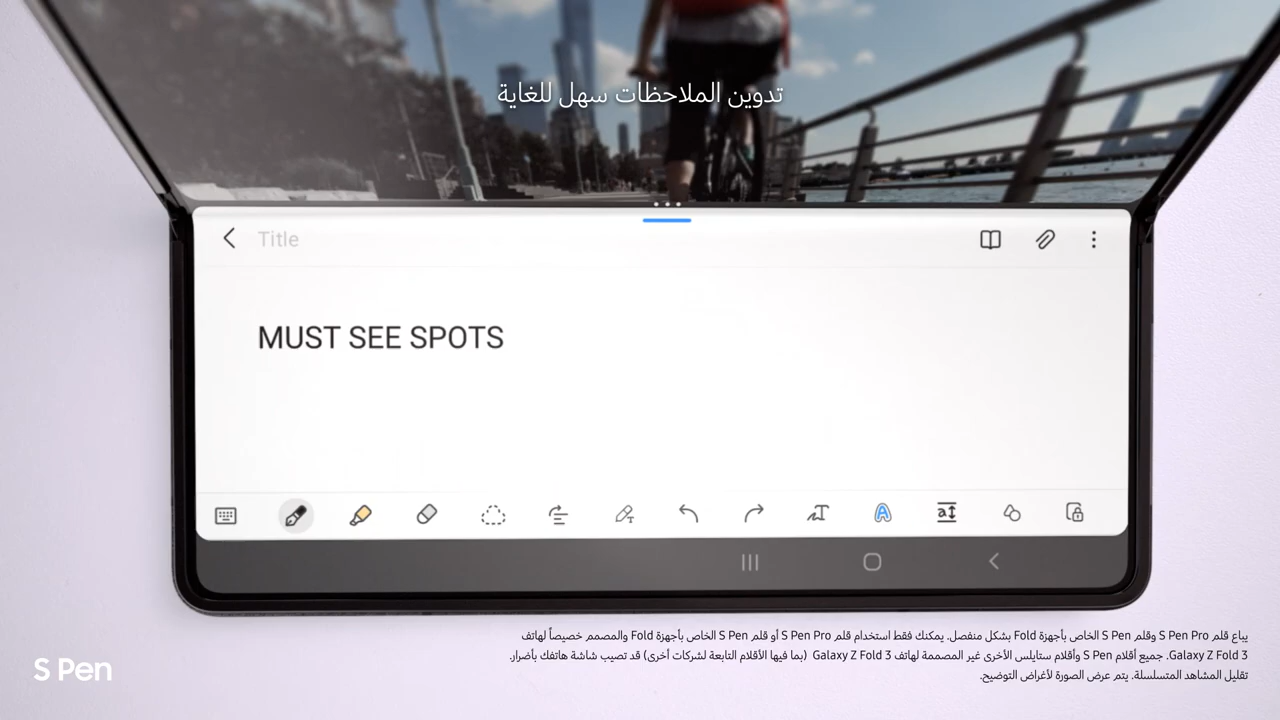 تدوين الملاحظات سهل للغاية
Title
MUST SEE SPOTS
يباع قلم S Pen Pro وقلم S Pen الخاص بأجهزة Fold بشكل منفصل. يمكنك فقط استخدام قلم S Pen Pro أو قلم S Pen الخاص بأجهزة Fold والمصمم خصيصاً لهاتف
Galaxy Z Fold 3. جميع أقلام S Pen وأقلام ستايلس الأخرى غير المصممة لهاتف Galaxy Z Fold 3 (بما فيها الأقلام التابعة لشركات أخرى) قد تصيب شاشة هاتفك بأضرار.
تقليل المشاهد المتسلسلة. يتم عرض الصورة لأغراض التوضيح.
S Pen